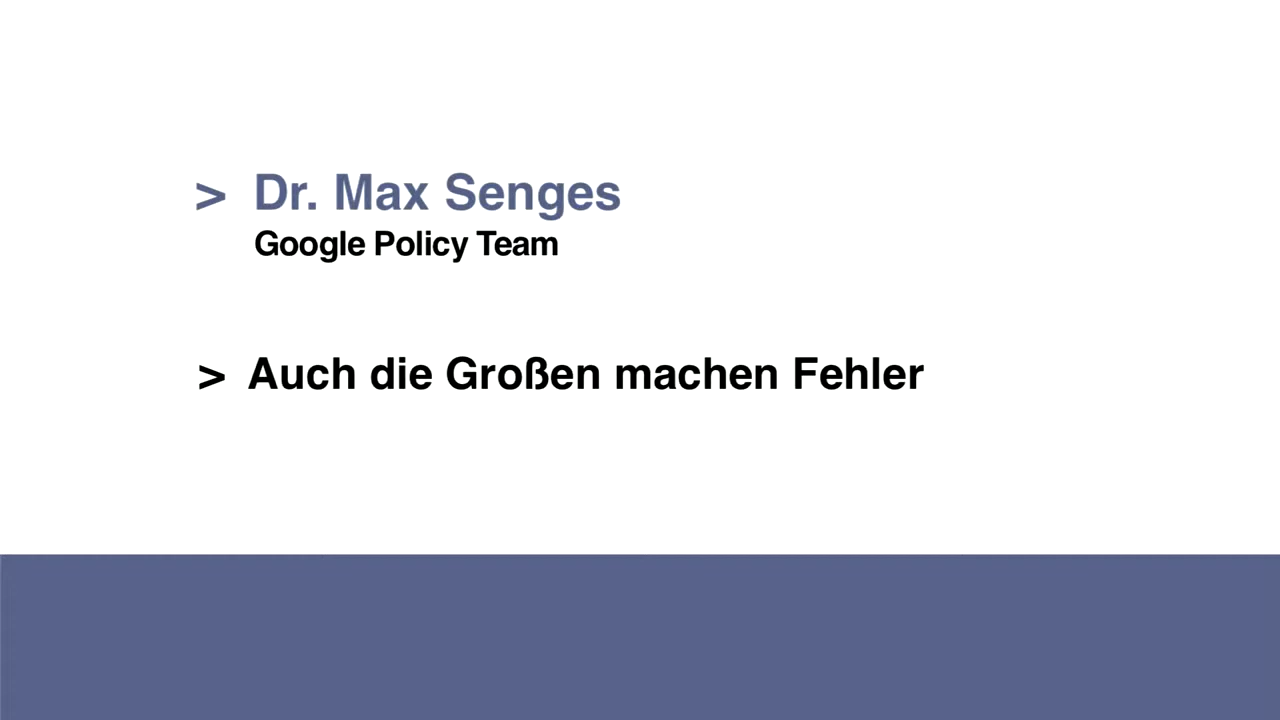 > Dr. Max Senges
Google Policy Team
> Auch die Großen machen Fehler